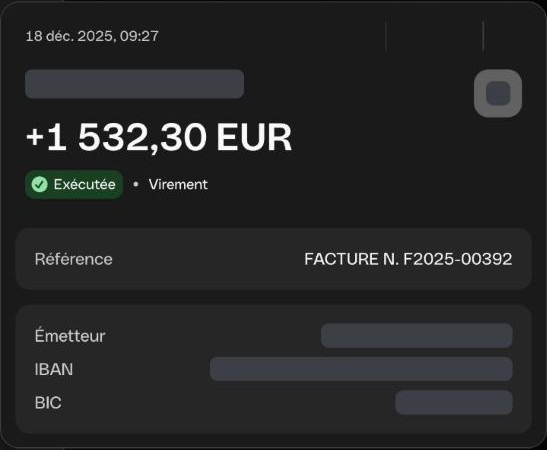 18 déc. 2025, 09:27
+1 532,30 EUR
Exécutée • Virement
Référence FACTURE N. F2025-00392
Émetteur
IBAN
BIC